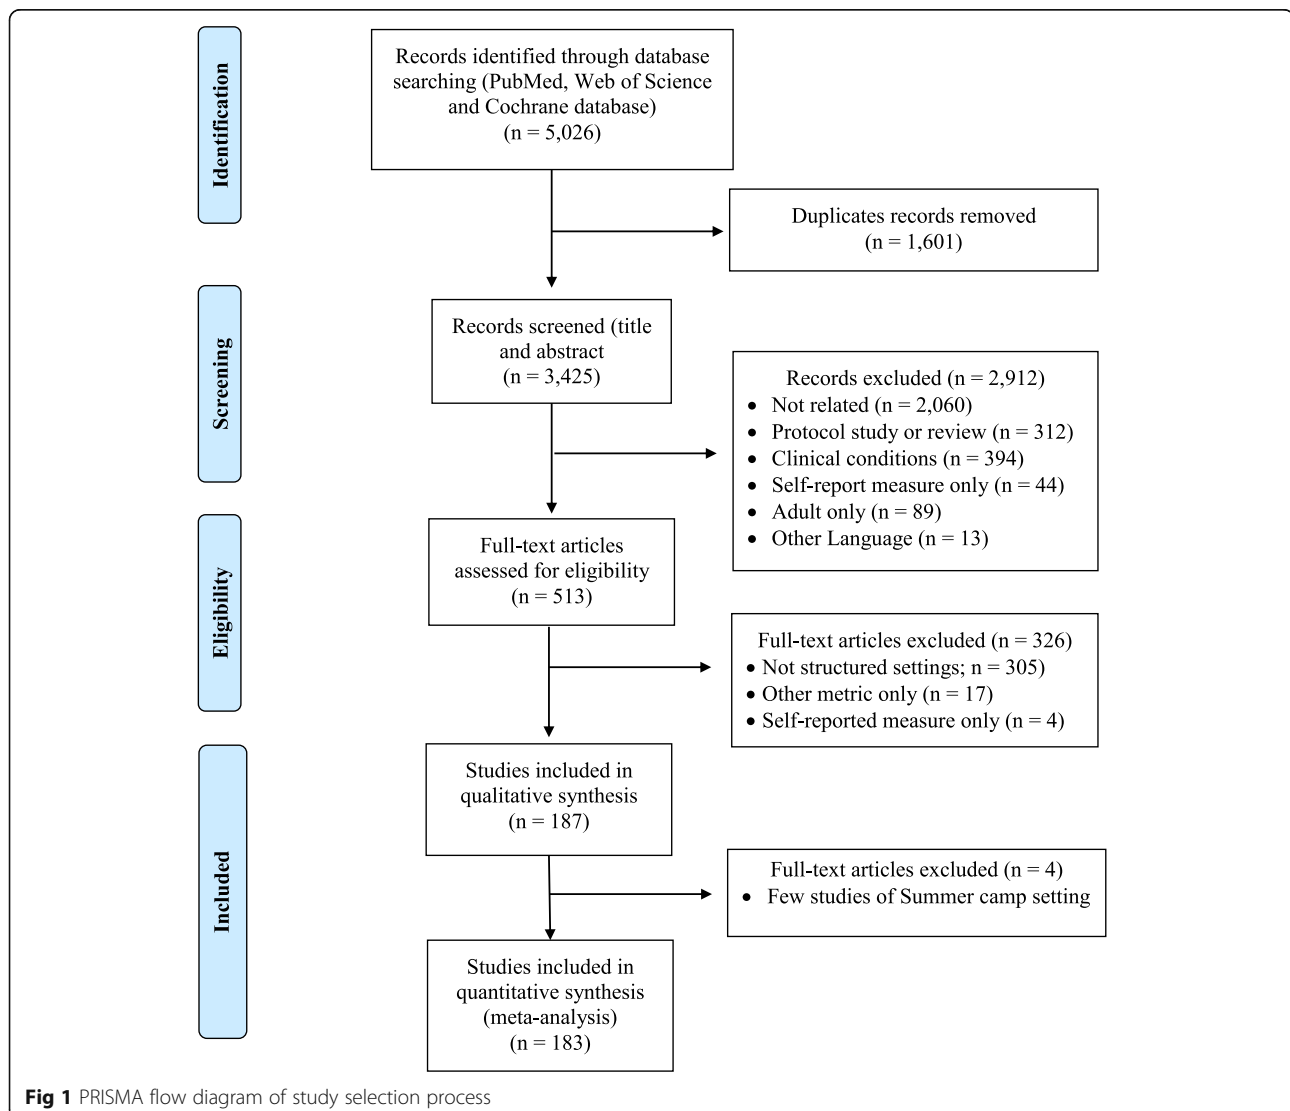 Identification
Records identified through database
searching (PubMed, Web of Science
and Cochrane database)
(n = 5,026)
Duplicates records removed
(n = 1,601)
Screening
Records screened (title
and abstract
(n = 3,425)
Records excluded (n = 2,912)
• Not related (n = 2,060)
• Protocol study or review (n = 312)
• Clinical conditions (n = 394)
• Self-report measure only (n = 44)
• Adult only (n = 89)
• Other Language (n = 13)
Eligibility
Full-text articles
assessed for eligibility
(n = 513)
Full-text articles excluded (n = 326)
• Not structured settings; n = 305)
• Other metric only (n = 17)
• Self-reported measure only (n = 4)
Included
Studies included in
qualitative synthesis
(n = 187)
Full-text articles excluded (n = 4)
• Few studies of Summer camp setting
Studies included in
quantitative synthesis
(meta-analysis)
(n = 183)
Fig 1 PRISMA flow diagram of study selection process